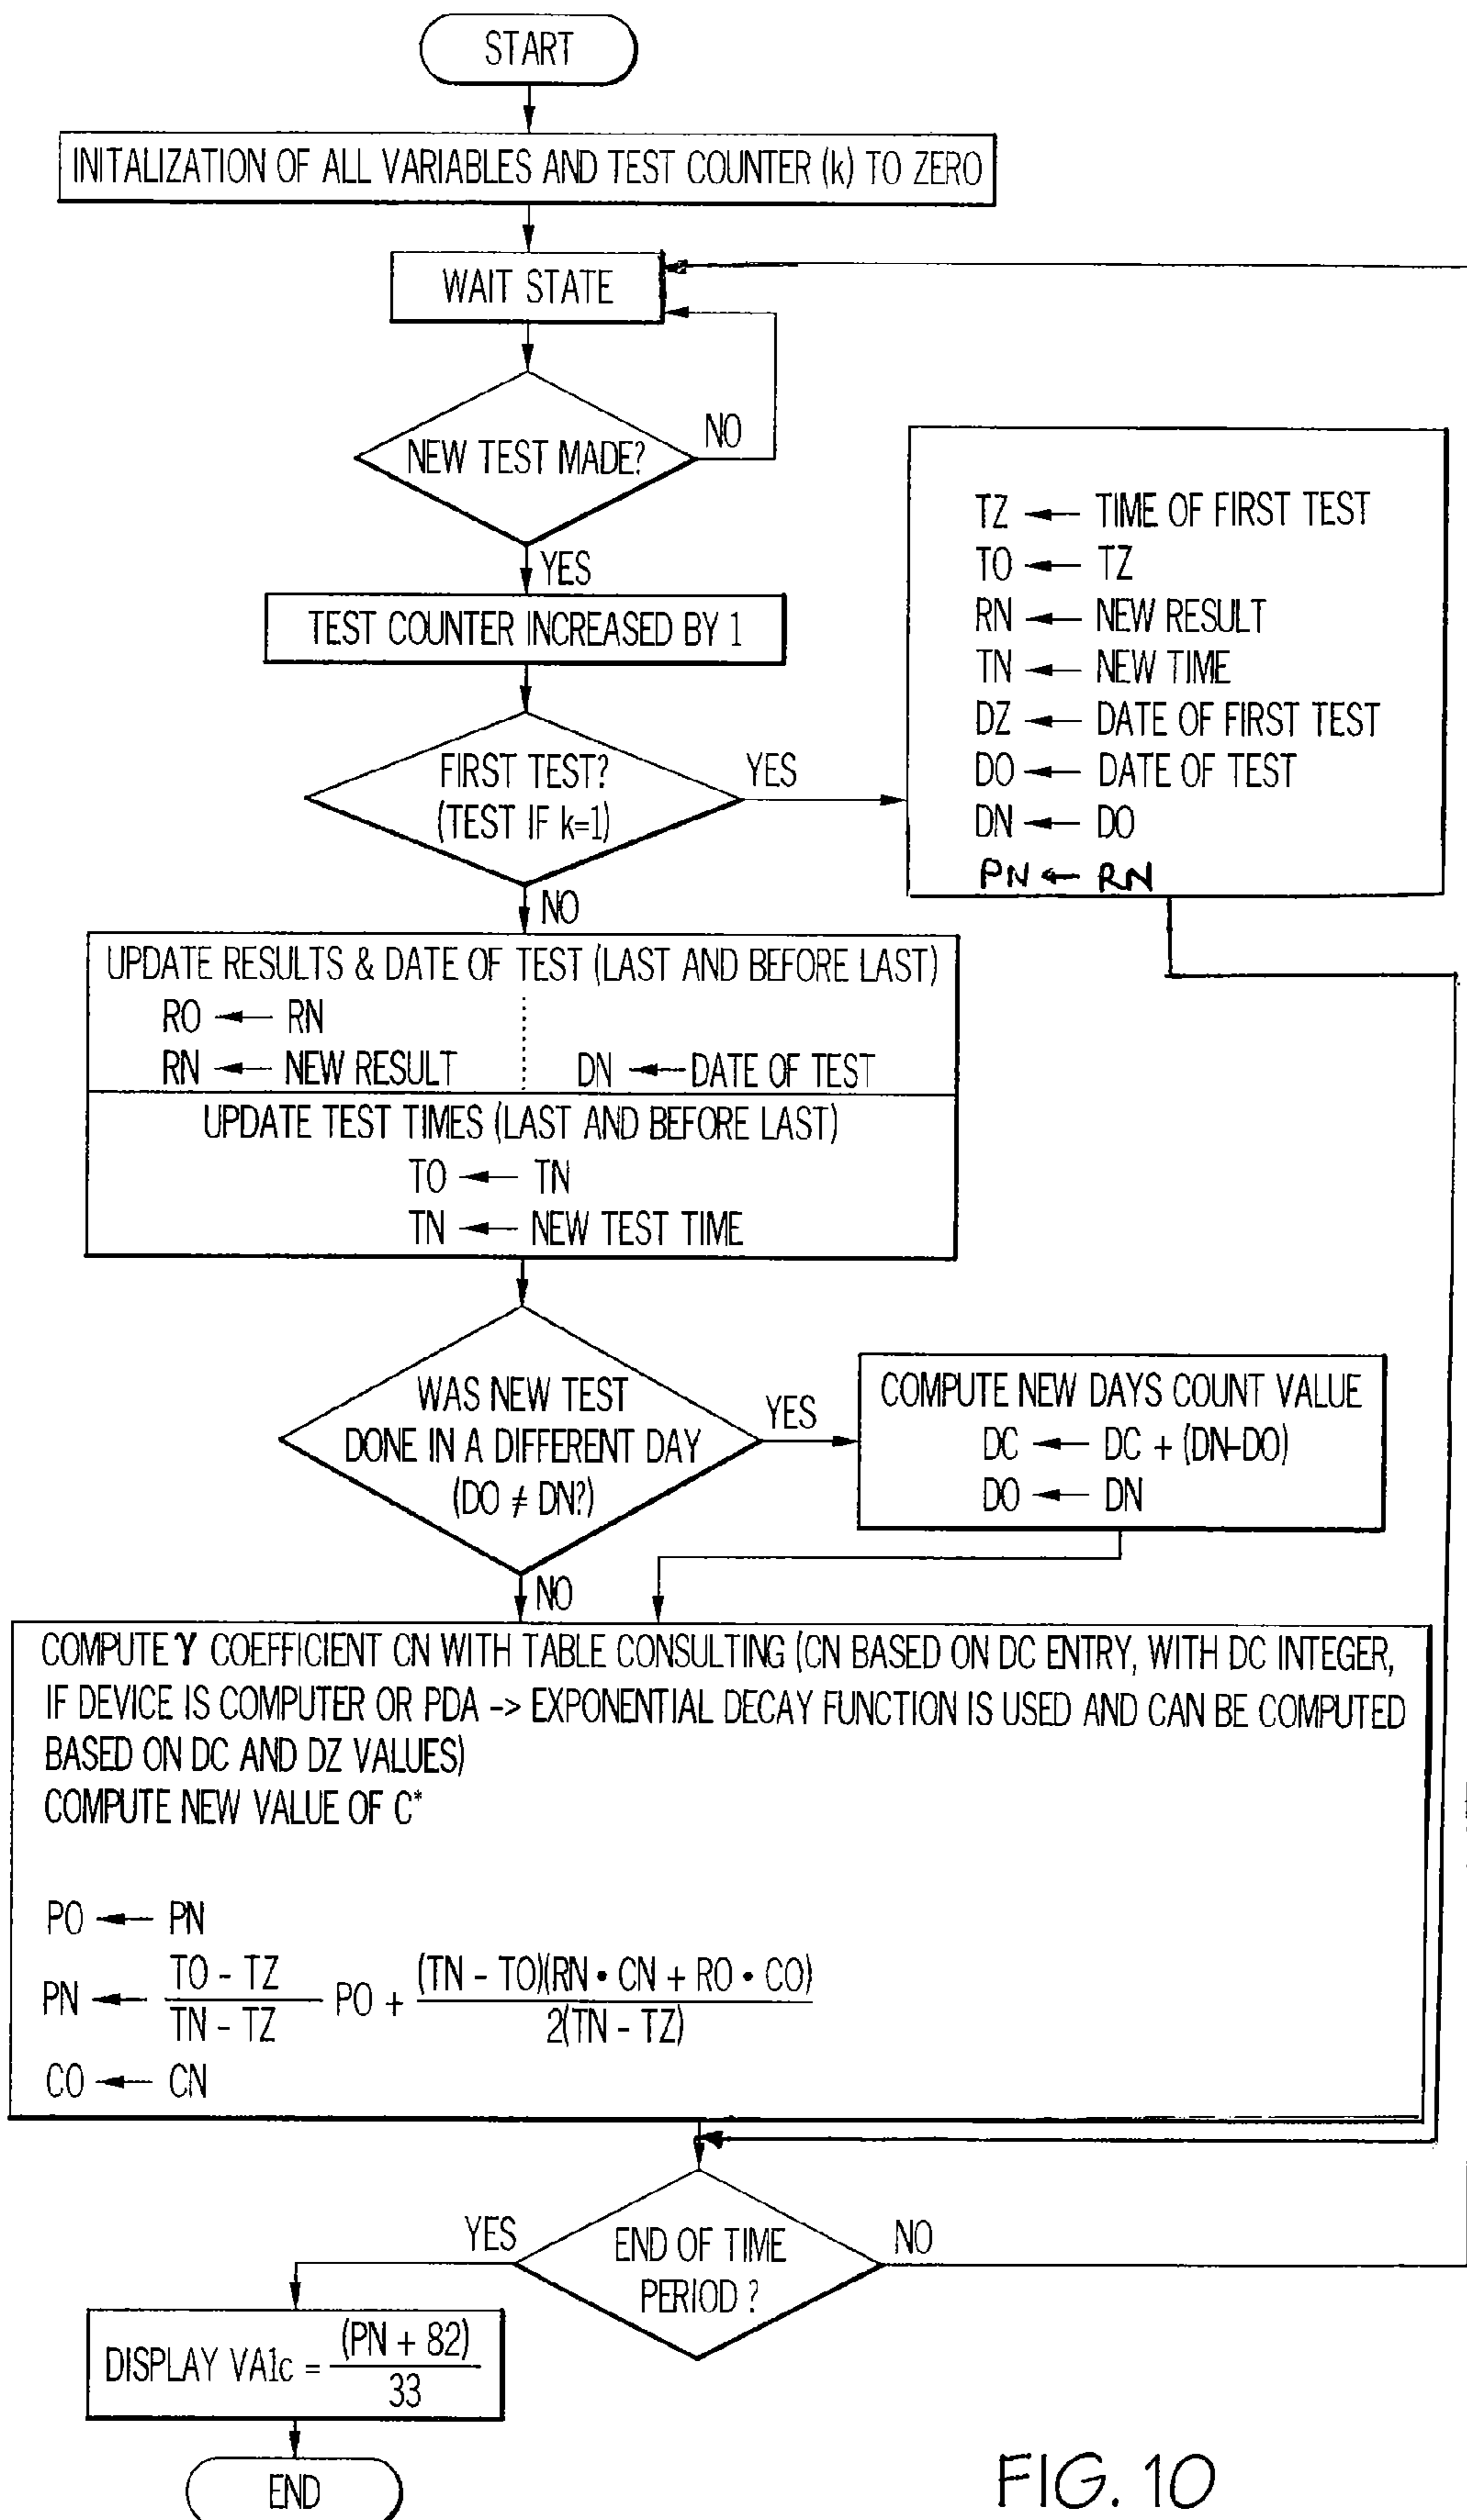 START
INITALIZATION OF ALL VARIABLES AND TEST COUNTER (k) TO ZERO
WAIT STATE
NEW TEST MADE?
NO
YES
TEST COUNTER INCREASED BY 1
FIRST TEST?
(TEST IF k=1)
YES
NO
TZ ← TIME OF FIRST TEST
TO ← TZ
RN ← NEW RESULT
TN ← NEW TIME
DZ ← DATE OF FIRST TEST
DO ← DATE OF TEST
DN ← DO
PN ← RN
UPDATE RESULTS & DATE OF TEST (LAST AND BEFORE LAST)
RO ← RN
RN ← NEW RESULT DN ← DATE OF TEST
UPDATE TEST TIMES (LAST AND BEFORE LAST)
TO ← TN
TN ← NEW TEST TIME
WAS NEW TEST
DONE IN A DIFFERENT DAY
(DO ≠ DN?)
YES
NO
COMPUTE NEW DAYS COUNT VALUE
DC ← DC + (DN-DO)
DO ← DN
COMPUTE γ COEFFICIENT CN WITH TABLE CONSULTING (CN BASED ON DC ENTRY, WITH DC INTEGER,
IF DEVICE IS COMPUTER OR PDA -> EXPONENTIAL DECAY FUNCTION IS USED AND CAN BE COMPUTED
BASED ON DC AND DZ VALUES)
COMPUTE NEW VALUE OF C*
PO ← PN
PN ← (TO - TZ)/(TN - TZ) PO + (TN - TO)(RN • CN + RO • CO)/2(TN - TZ)
CO ← CN
END OF TIME
PERIOD ?
YES
NO
DISPLAY VA1c = (PN + 82)/33
END
FIG. 10